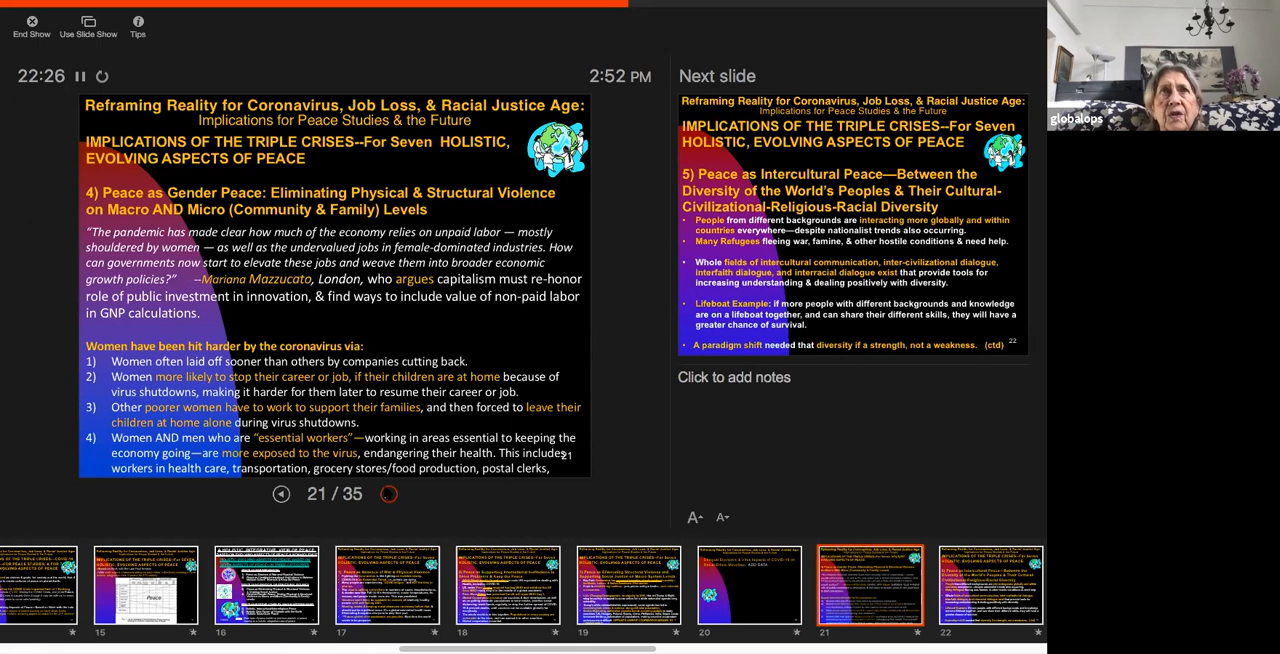 End Show
Use Slide Show
Tips
22:26
2:52 PM
Reframing Reality for Coronavirus, Job Loss, & Racial Justice Age:
Implications for Peace Studies & the Future
IMPLICATIONS OF THE TRIPLE CRISES--For Seven HOLISTIC,
EVOLVING ASPECTS OF PEACE
4) Peace as Gender Peace: Eliminating Physical & Structural Violence
on Macro AND Micro (Community & Family) Levels
“The pandemic has made clear how much of the economy relies on unpaid labor — mostly
shouldered by women — as well as the undervalued jobs in female-dominated industries. How
can governments now start to elevate these jobs and weave them into broader economic
growth policies?” --Mariana Mazzucato, London, who argues capitalism must re-honor
role of public investment in innovation, & find ways to include value of non-paid labor
in GNP calculations.
Women have been hit harder by the coronavirus via:
1) Women often laid off sooner than others by companies cutting back.
2) Women more likely to stop their career or job, if their children are at home because of
virus shutdowns, making it harder for them later to resume their career or job.
3) Other poorer women have to work to support their families, and then forced to leave their
children at home alone during virus shutdowns.
4) Women AND men who are “essential workers”—working in areas essential to keeping the
economy going—are more exposed to the virus, endangering their health. This includes
21
workers in health care, transportation, grocery stores/food production, postal clerks,
21 / 35
Next slide
Reframing Reality for Coronavirus, Job Loss, & Racial Justice Age:
Implications for Peace Studies & the Future
IMPLICATIONS OF THE TRIPLE CRISES--For Seven
HOLISTIC, EVOLVING ASPECTS OF PEACE
5) Peace as Intercultural Peace—Between the
Diversity of the World's Peoples & Their Cultural-
Civilizational-Religious-Racial Diversity
• People from different backgrounds are interacting more globally and within
countries everywhere—despite nationalist trends also occurring.
• Many Refugees fleeing war, famine, & other hostile conditions & need help.
• Whole fields of intercultural communication, inter-civilizational dialogue,
interfaith dialogue, and interracial dialogue exist that provide tools for
increasing understanding & dealing positively with diversity.
• Lifeboat Example: if more people with different backgrounds and knowledge
are on a lifeboat together, and can share their different skills, they will have a
greater chance of survival.
22
• A paradigm shift needed that diversity if a strength, not a weakness. (ctd)
Click to add notes
A A
globalops
15
16
17
18
19
20
21
22